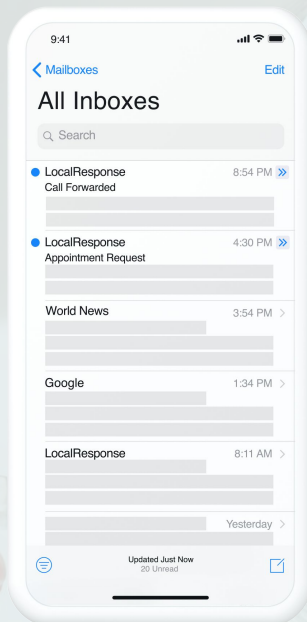 9:41
Mailboxes Edit
All Inboxes
Search
LocalResponse 8:54 PM
Call Forwarded
LocalResponse 4:30 PM
Appointment Request
World News 3:54 PM
Google 1:34 PM
LocalResponse 8:11 AM
Yesterday
Updated Just Now
20 Unread